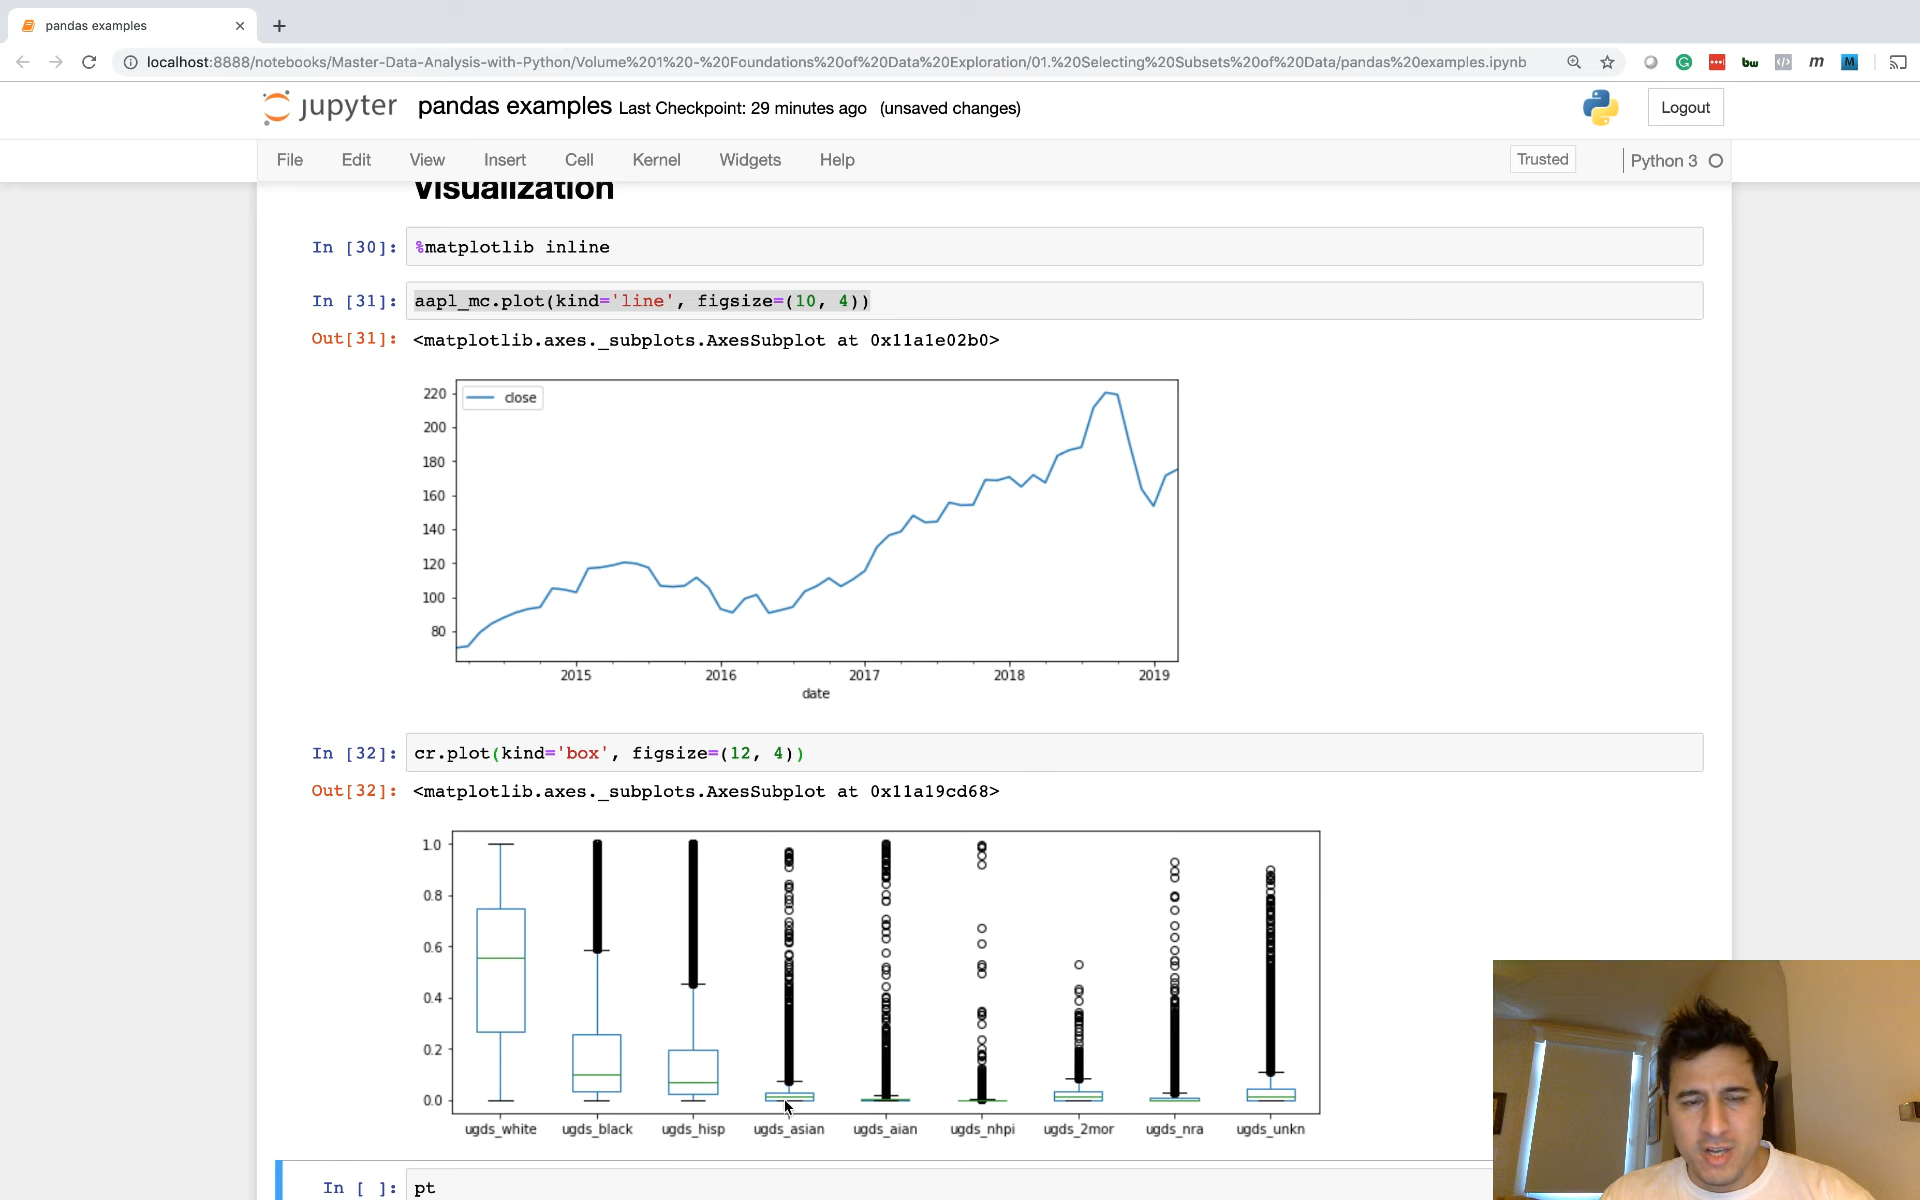 pandas examples
localhost:8888/notebooks/Master-Data-Analysis-with-Python/Volume%201%20-%20Foundations%20of%20Data%20Exploration/01.%20Selecting%20Subsets%20of%20Data/pandas%20examples.ipynb
bw
m
M
jupyter pandas examples Last Checkpoint: 29 minutes ago (unsaved changes)
Logout
File Edit View Insert Cell Kernel Widgets Help
Trusted
Python 3
Visualization
In [30]: %matplotlib inline
In [31]: aapl_mc.plot(kind='line', figsize=(10, 4))
Out[31]: <matplotlib.axes._subplots.AxesSubplot at 0x11a1e02b0>
close
220
200
180
160
140
120
100
80
2015 2016 2017 2018 2019
date
In [32]: cr.plot(kind='box', figsize=(12, 4))
Out[32]: <matplotlib.axes._subplots.AxesSubplot at 0x11a19cd68>
1.0
0.8
0.6
0.4
0.2
0.0
ugds_white ugds_black ugds_hisp ugds_asian ugds_aian ugds_nhpi ugds_2mor ugds_nra ugds_unkn
In [ ]: pt